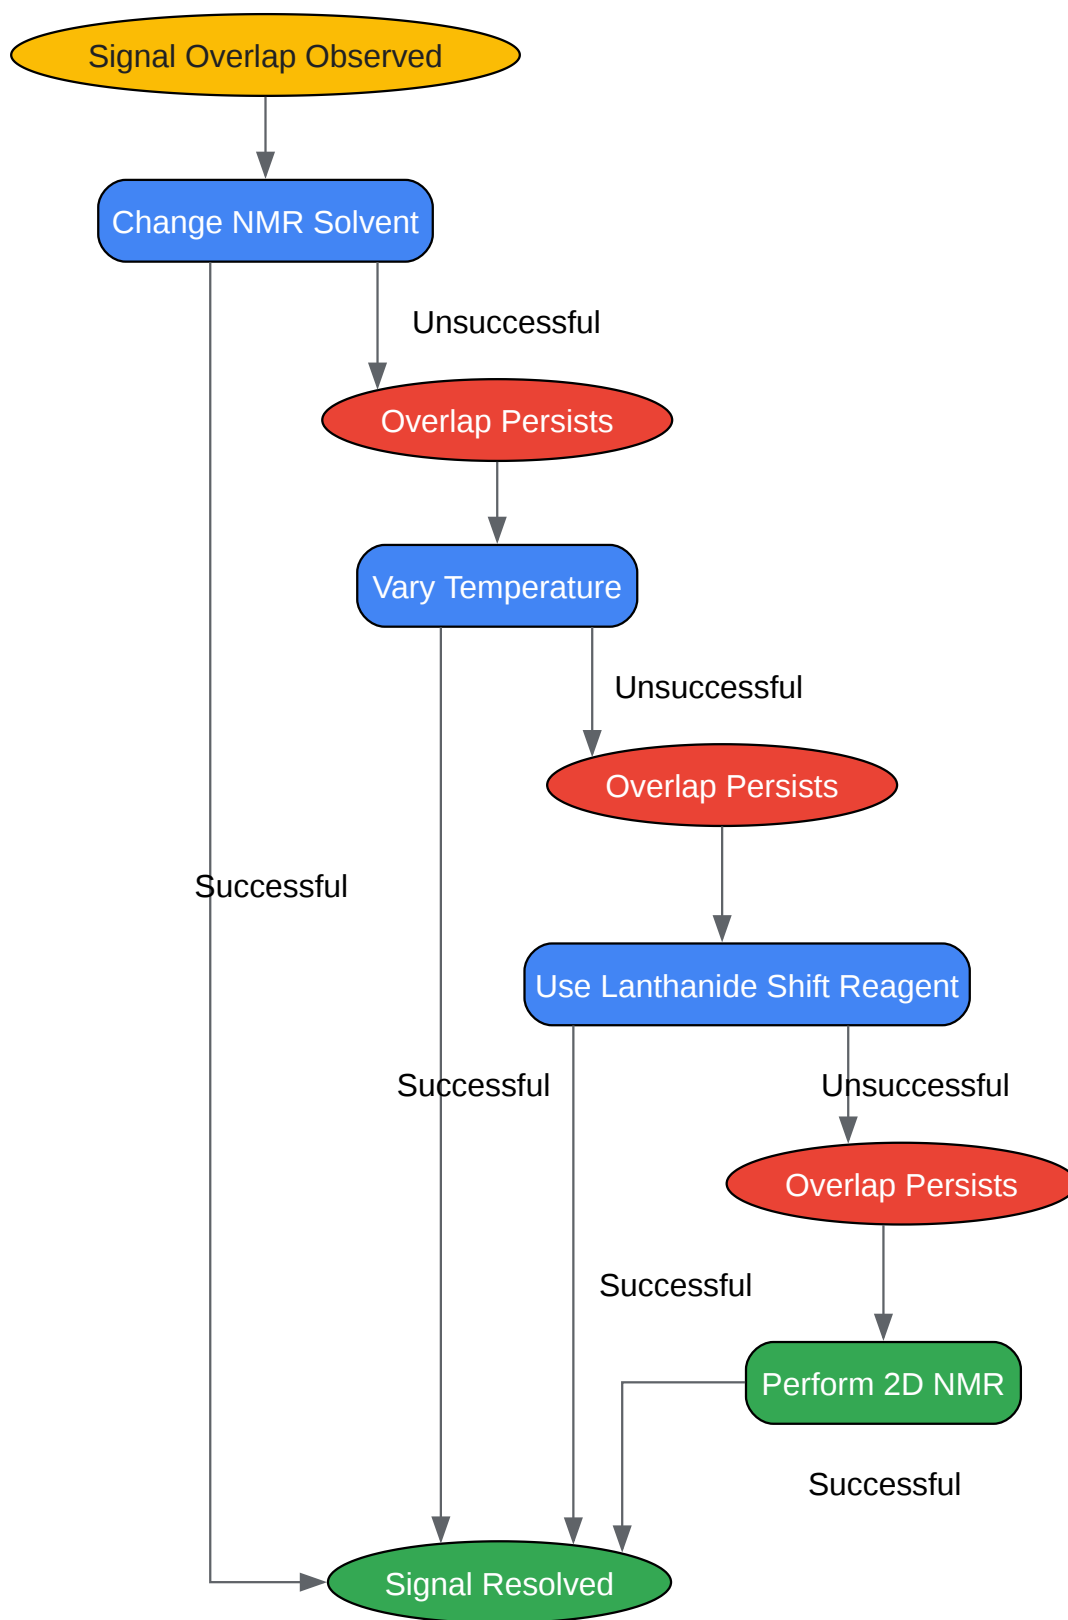 Signal Overlap Observed
Change NMR Solvent
Unsuccessful
Overlap Persists
Vary Temperature
Unsuccessful
Overlap Persists
Successful
Use Lanthanide Shift Reagent
Successful
Unsuccessful
Overlap Persists
Successful
Perform 2D NMR
Successful
Signal Resolved